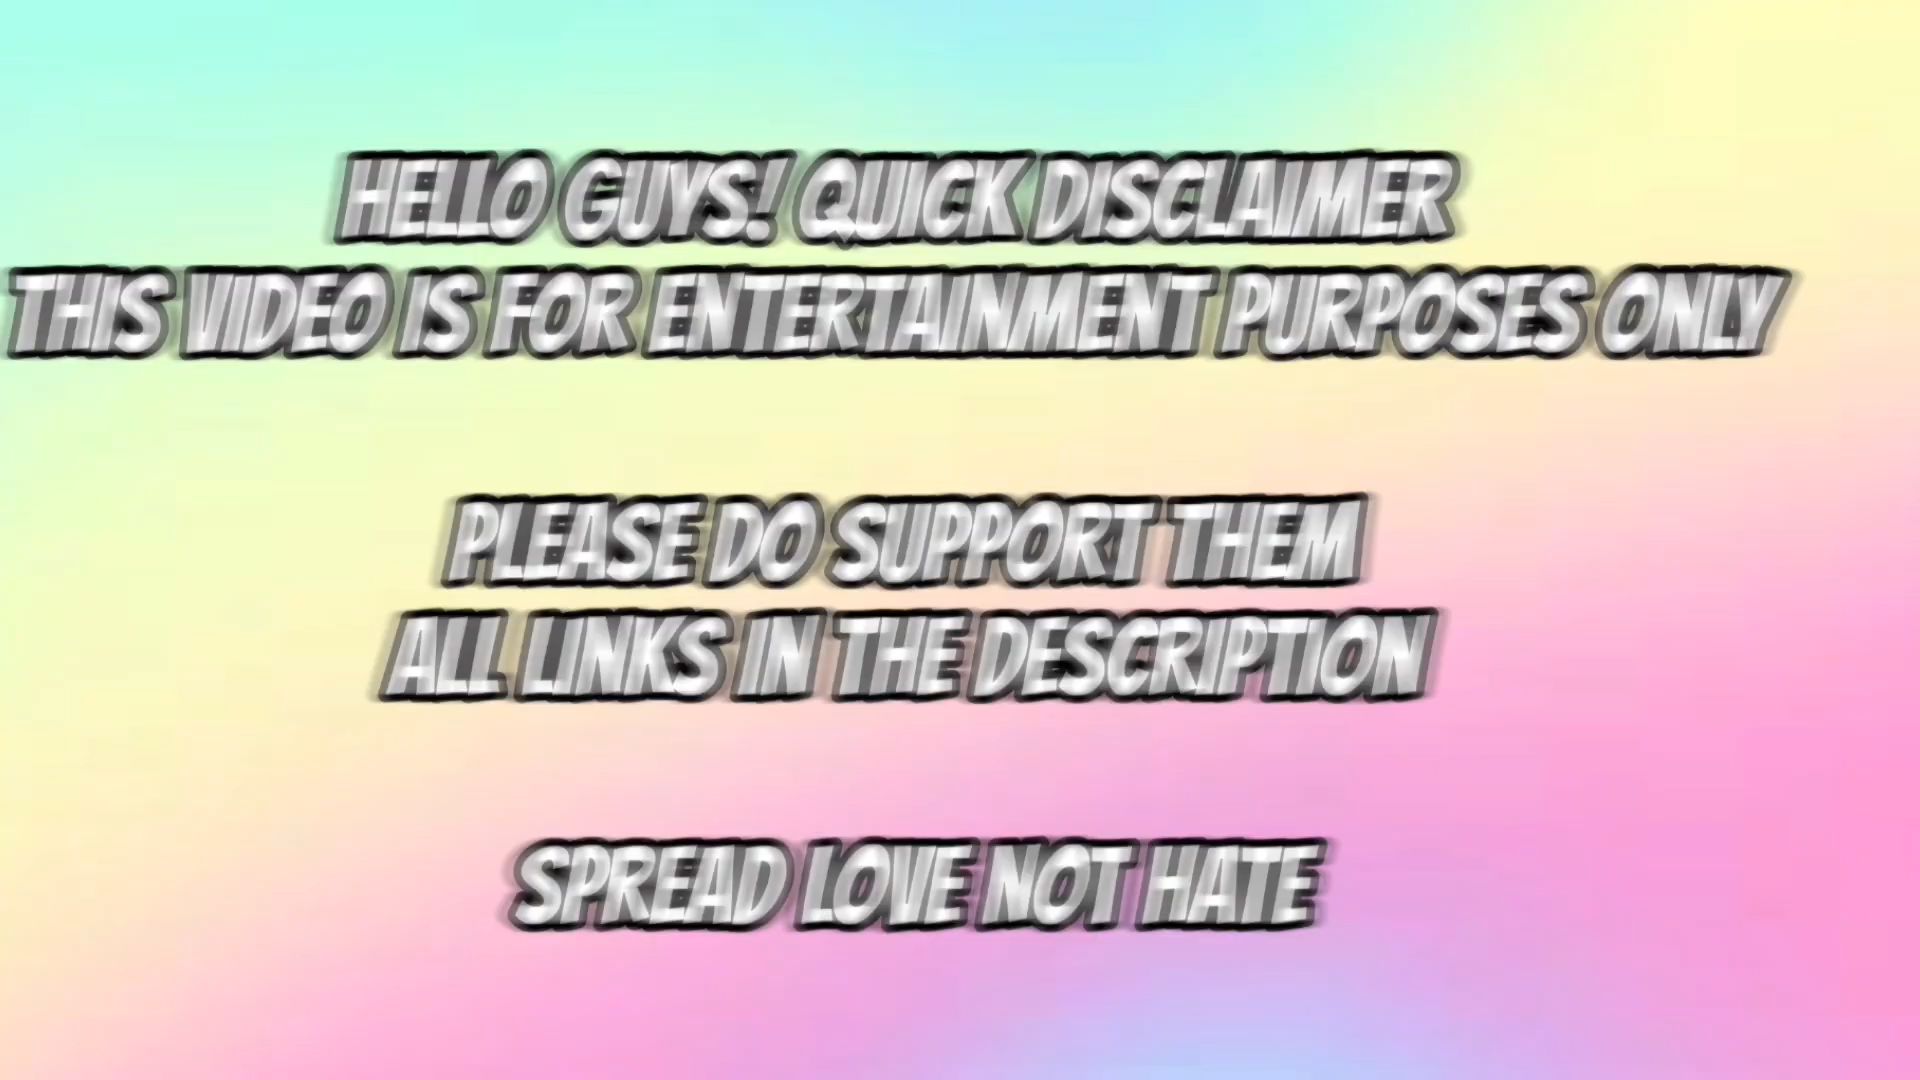 HELLO GUYS! QUICK DISCLAIMER
THIS VIDEO IS FOR ENTERTAINMENT PURPOSES ONLY
PLEASE DO SUPPORT THEM
ALL LINKS IN THE DESCRIPTION
SPREAD LOVE NOT HATE